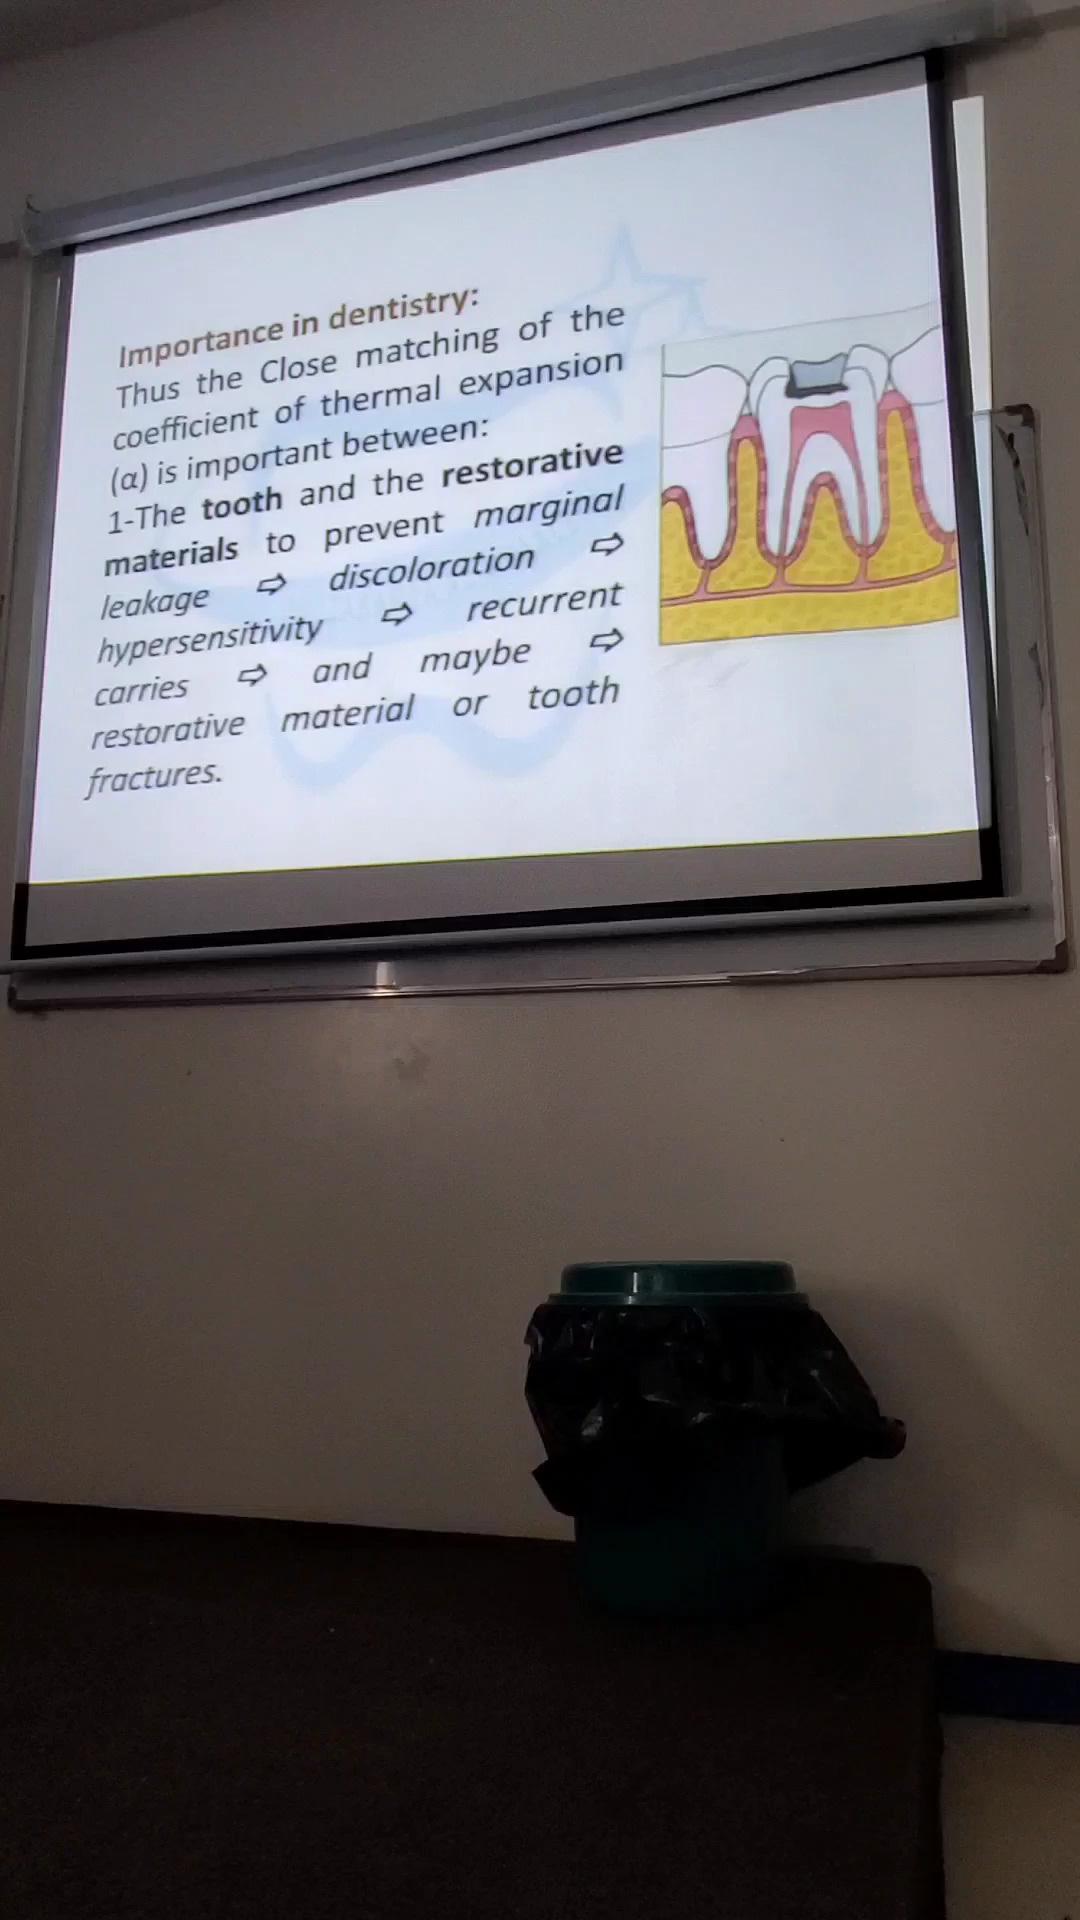 Importance in dentistry:
Thus the Close matching of the
coefficient of thermal expansion
(α) is important between:
1-The tooth and the restorative
materials to prevent marginal
leakage ⇨ discoloration ⇨
hypersensitivity ⇨ recurrent
carries ⇨ and maybe ⇨
restorative material or tooth
fractures.